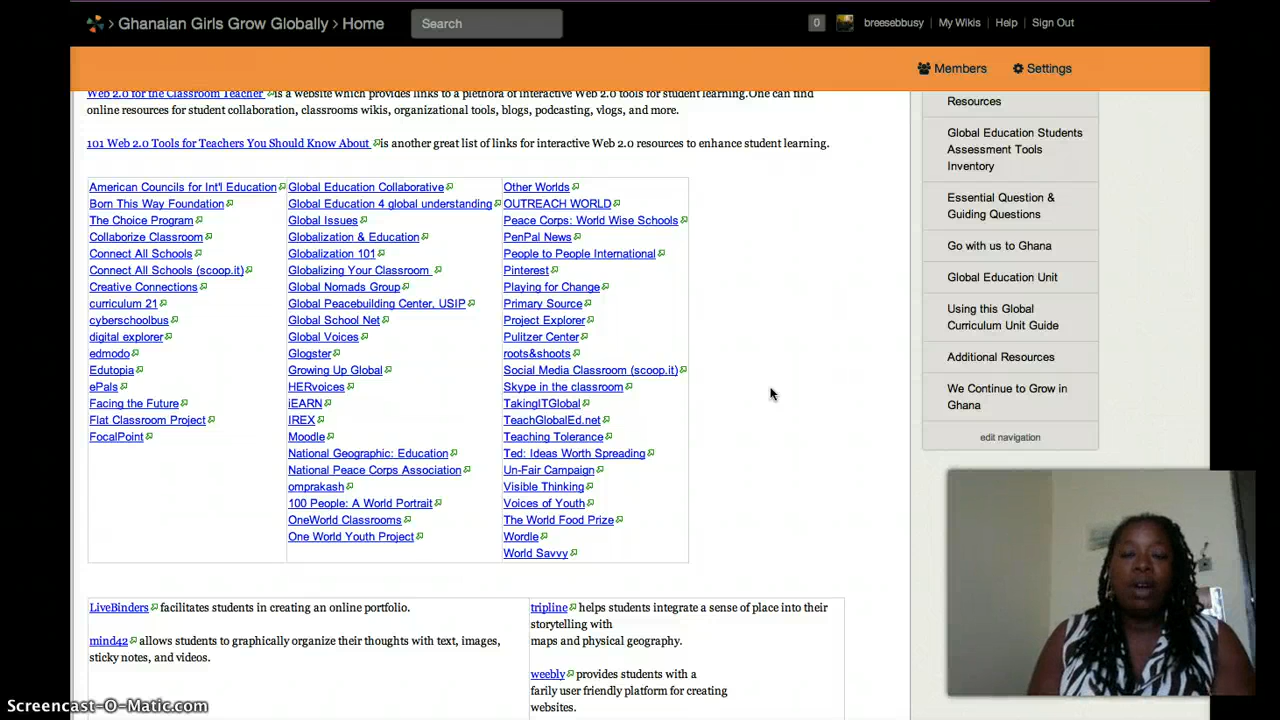 Ghanaian Girls Grow Globally › Home
Search
0 breesebbusy My Wikis Help Sign Out
Members Settings
Web 2.0 for the Classroom Teacher is a website which provides links to a plethora of interactive Web 2.0 tools for student learning.One can find
online resources for student collaboration, classrooms wikis, organizational tools, blogs, podcasting, vlogs, and more.
101 Web 2.0 Tools for Teachers You Should Know About is another great list of links for interactive Web 2.0 resources to enhance student learning.
American Councils for Int'l Education
Born This Way Foundation
The Choice Program
Collaborize Classroom
Connect All Schools
Connect All Schools (scoop.it)
Creative Connections
curriculum 21
cyberschoolbus
digital explorer
edmodo
Edutopia
ePals
Facing the Future
Flat Classroom Project
FocalPoint
Global Education Collaborative
Global Education 4 global understanding
Global Issues
Globalization & Education
Globalization 101
Globalizing Your Classroom
Global Nomads Group
Global Peacebuilding Center, USIP
Global School Net
Global Voices
Glogster
Growing Up Global
HERvoices
iEARN
IREX
Moodle
National Geographic: Education
National Peace Corps Association
omprakash
100 People: A World Portrait
OneWorld Classrooms
One World Youth Project
Other Worlds
OUTREACH WORLD
Peace Corps: World Wise Schools
PenPal News
People to People International
Pinterest
Playing for Change
Primary Source
Project Explorer
Pulitzer Center
roots&shoots
Social Media Classroom (scoop.it)
Skype in the classroom
TakingITGlobal
TeachGlobalEd.net
Teaching Tolerance
Ted: Ideas Worth Spreading
Un-Fair Campaign
Visible Thinking
Voices of Youth
The World Food Prize
Wordle
World Savvy
LiveBinders facilitates students in creating an online portfolio.
mind42 allows students to graphically organize their thoughts with text, images,
sticky notes, and videos.
tripline helps students integrate a sense of place into their
storytelling with
maps and physical geography.
weebly provides students with a
farily user friendly platform for creating
websites.
Resources
Global Education Students
Assessment Tools
Inventory
Essential Question &
Guiding Questions
Go with us to Ghana
Global Education Unit
Using this Global
Curriculum Unit Guide
Additional Resources
We Continue to Grow in
Ghana
edit navigation
Screencast-O-Matic.com